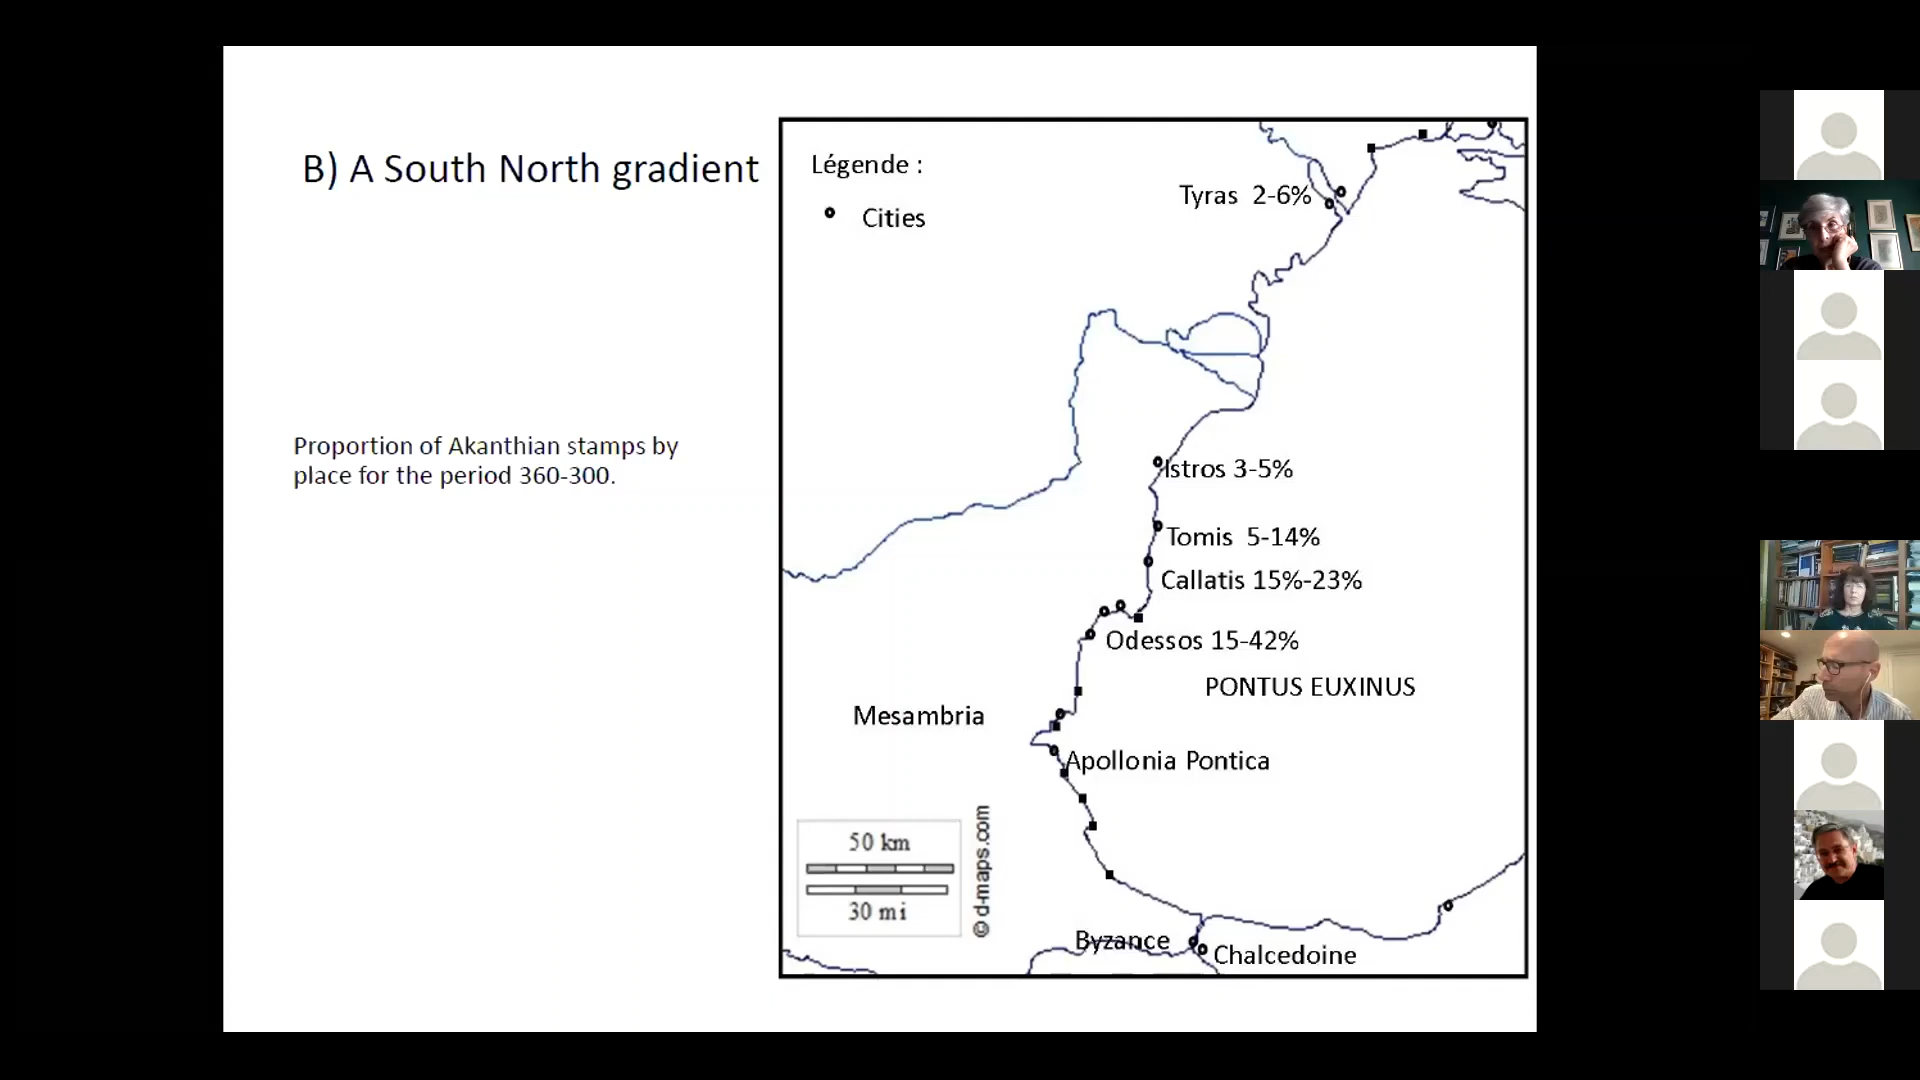 B) A South North gradient
Proportion of Akanthian stamps by
place for the period 360-300.
Légende :
Cities
Tyras 2-6%
Istros 3-5%
Tomis 5-14%
Callatis 15%-23%
Odessos 15-42%
PONTUS EUXINUS
Mesambria
Apollonia Pontica
50 km
30 mi
© d-maps.com
Byzance
Chalcedoine